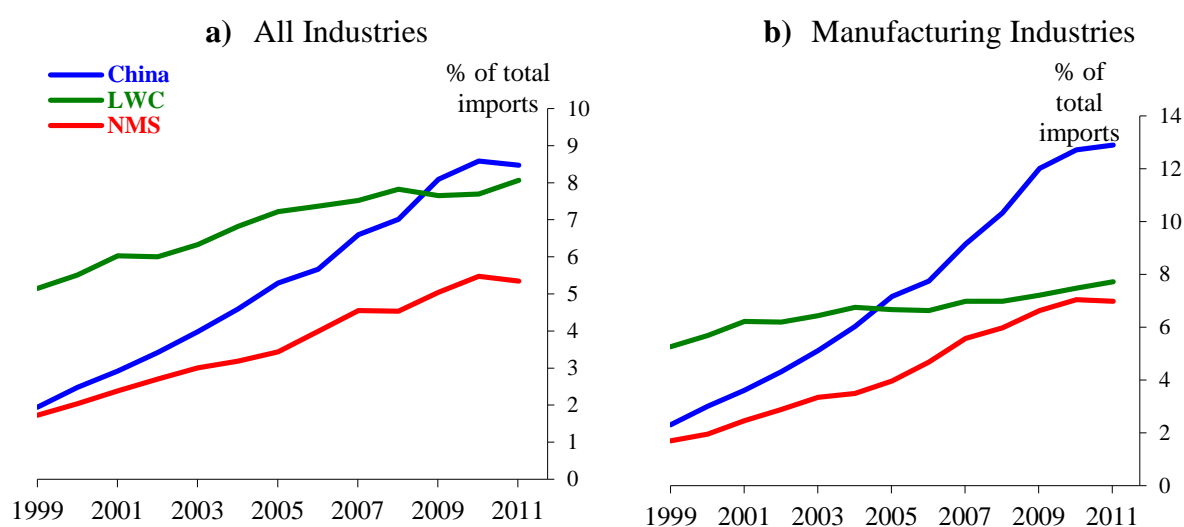 a) All Industries
China
LWC
NMS
% of total
imports
10
9
8
7
6
5
4
3
2
1
0
1999 2001 2003 2005 2007 2009 2011
b) Manufacturing Industries
% of
total
imports
14
12
10
8
6
4
2
0
1999 2001 2003 2005 2007 2009 2011